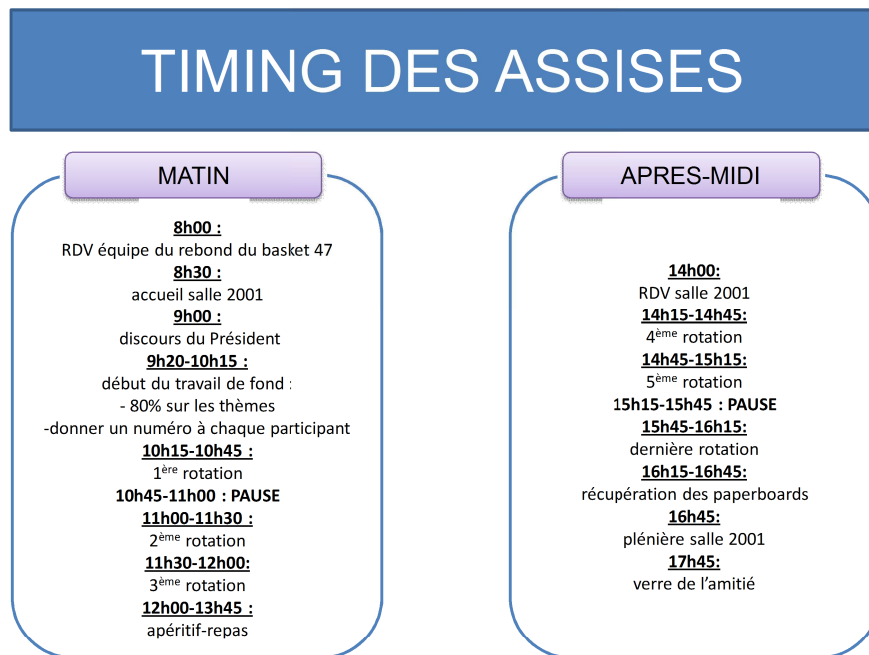 TIMING DES ASSISES
MATIN
8h00 :
RDV équipe du rebond du basket 47
8h30 :
accueil salle 2001
9h00 :
discours du Président
9h20-10h15 :
début du travail de fond :
- 80% sur les thèmes
-donner un numéro à chaque participant
10h15-10h45 :
1ère rotation
10h45-11h00 : PAUSE
11h00-11h30 :
2ème rotation
11h30-12h00:
3ème rotation
12h00-13h45 :
apéritif-repas
APRES-MIDI
14h00:
RDV salle 2001
14h15-14h45:
4ème rotation
14h45-15h15:
5ème rotation
15h15-15h45 : PAUSE
15h45-16h15:
dernière rotation
16h15-16h45:
récupération des paperboards
16h45:
plénière salle 2001
17h45:
verre de l’amitié